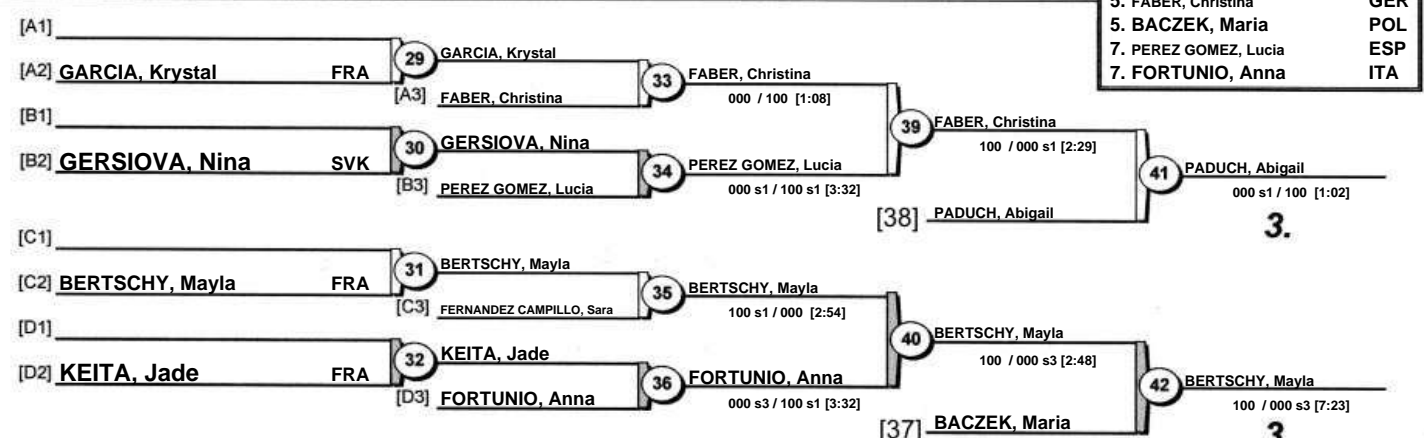 5. FABER, Christina GER
5. BACZEK, Maria POL
7. PEREZ GOMEZ, Lucia ESP
7. FORTUNIO, Anna ITA
[A1]
[A2] GARCIA, Krystal FRA
29
GARCIA, Krystal
[A3] FABER, Christina
33
FABER, Christina
000 / 100 [1:08]
[B1]
[B2] GERSIOVA, Nina SVK
30
GERSIOVA, Nina
[B3] PEREZ GOMEZ, Lucia
34
PEREZ GOMEZ, Lucia
000 s1 / 100 s1 [3:32]
39
FABER, Christina
100 / 000 s1 [2:29]
[38] PADUCH, Abigail
41
PADUCH, Abigail
000 s1 / 100 [1:02]
3.
[C1]
[C2] BERTSCHY, Mayla FRA
31
BERTSCHY, Mayla
[C3] FERNANDEZ CAMPILLO, Sara
35
BERTSCHY, Mayla
100 s1 / 000 [2:54]
[D1]
[D2] KEITA, Jade FRA
32
KEITA, Jade
[D3] FORTUNIO, Anna
36
FORTUNIO, Anna
000 s3 / 100 s1 [3:32]
40
BERTSCHY, Mayla
100 / 000 s3 [2:48]
[37] BACZEK, Maria
42
BERTSCHY, Mayla
100 / 000 s3 [7:23]
3.